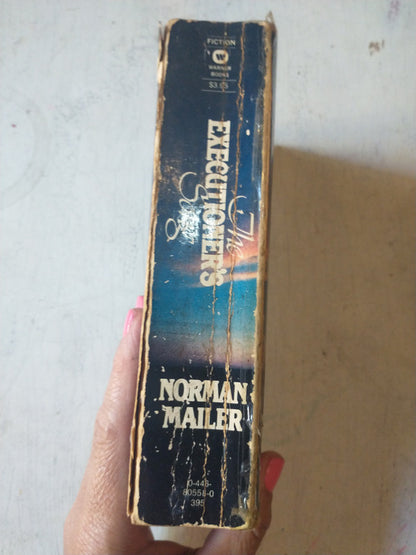 FICTION
W
WARNER
BOOKS
$3.95
The
EXECUTIONER'S
Song
NORMAN
MAILER
0-446-
80558-0
395